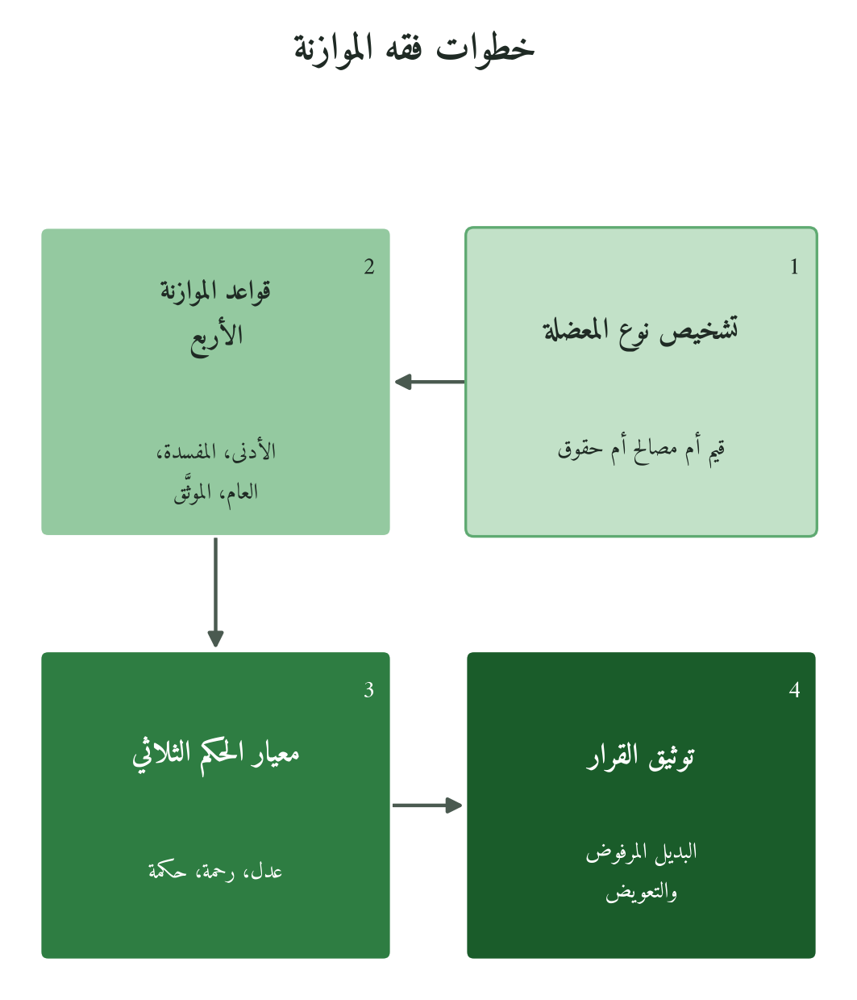 خطوات فقه الموازنة
1
تشخيص نوع المعضلة
قيم أم مصالح أم حقوق
2
قواعد الموازنة
الأربع
الأدنى، المفسدة،
العام، الموثَّق
3
معيار الحكم الثلاثي
عدل، رحمة، حكمة
4
توثيق القرار
البديل المرفوض
والتعويض